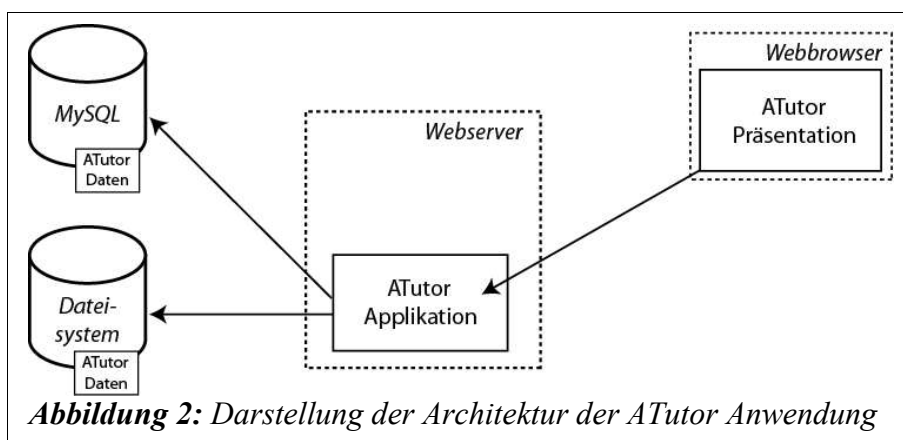 MySQL
ATutor
Daten
Datei-
system
ATutor
Daten
Webserver
ATutor
Applikation
Webbrowser
ATutor
Präsentation
Abbildung 2: Darstellung der Architektur der ATutor Anwendung